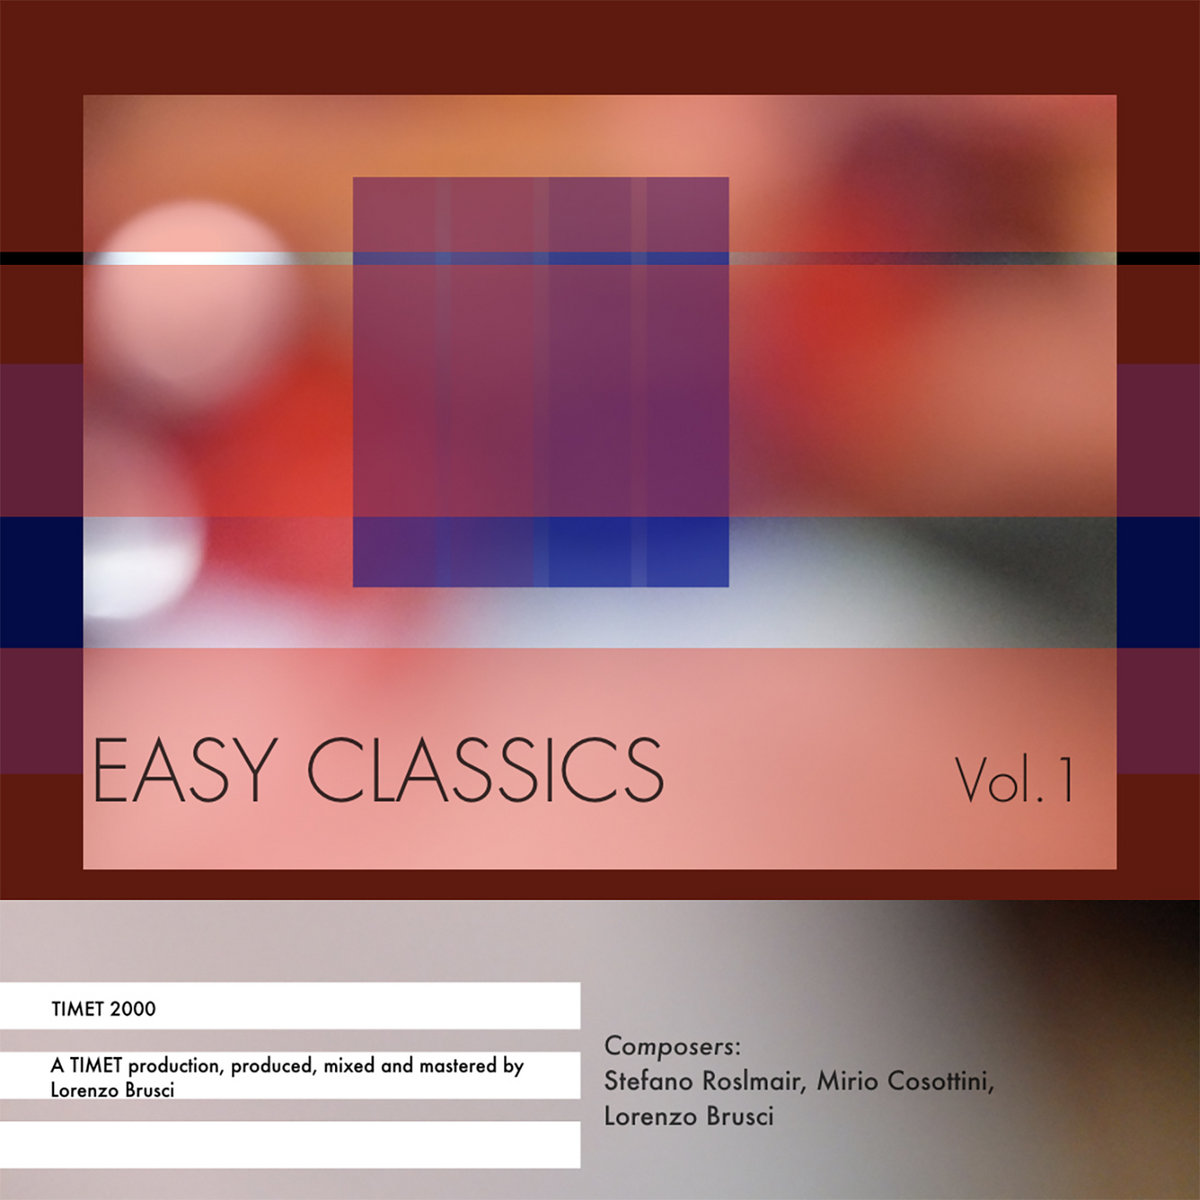 EASY CLASSICS
Vol. 1
TIMET 2000
A TIMET production, produced, mixed and mastered by
Lorenzo Brusci
Composers:
Stefano Roslmair, Mirio Cosottini,
Lorenzo Brusci